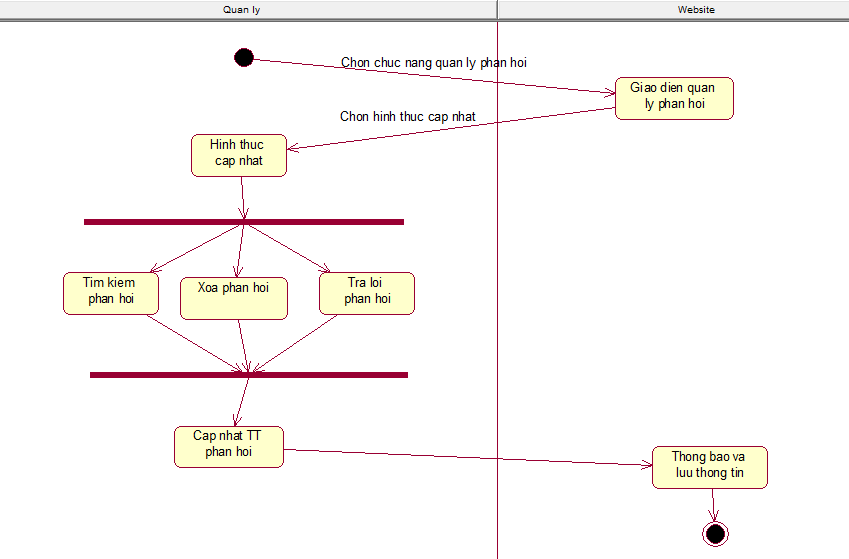 Quan ly
Website
Chon chuc nang quan ly phan hoi
Giao dien quan
ly phan hoi
Chon hinh thuc cap nhat
Hinh thuc
cap nhat
Tim kiem
phan hoi
Xoa phan hoi
Tra loi
phan hoi
Cap nhat TT
phan hoi
Thong bao va
luu thong tin